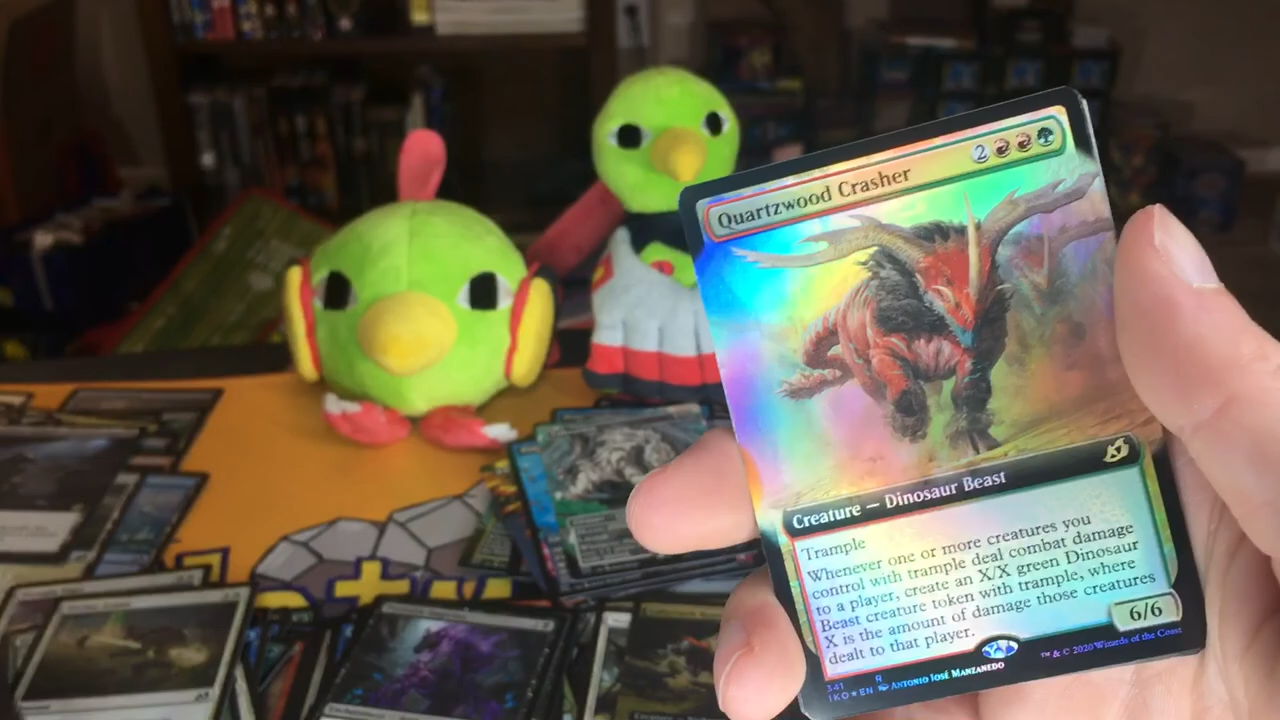 Quartzwood Crasher 2
Creature — Dinosaur Beast
Trample
Whenever one or more creatures you
control with trample deal combat damage
to a player, create an X/X green Dinosaur
Beast creature token with trample, where
X is the amount of damage those creatures
dealt to that player.
6/6
341 R
IKO★EN ANTONIO JOSÉ MANZANEDO
™ & © 2020 Wizards of the Coast